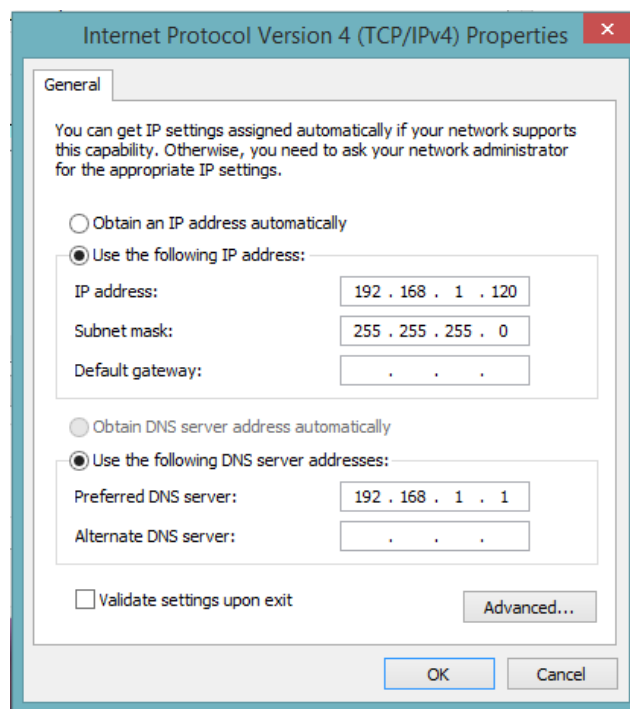 Internet Protocol Version 4 (TCP/IPv4) Properties
General
You can get IP settings assigned automatically if your network supports
this capability. Otherwise, you need to ask your network administrator
for the appropriate IP settings.
Obtain an IP address automatically
Use the following IP address:
IP address: 192 . 168 . 1 . 120
Subnet mask: 255 . 255 . 255 . 0
Default gateway: . . .
Obtain DNS server address automatically
Use the following DNS server addresses:
Preferred DNS server: 192 . 168 . 1 . 1
Alternate DNS server: . . .
Validate settings upon exit
Advanced...
OK Cancel